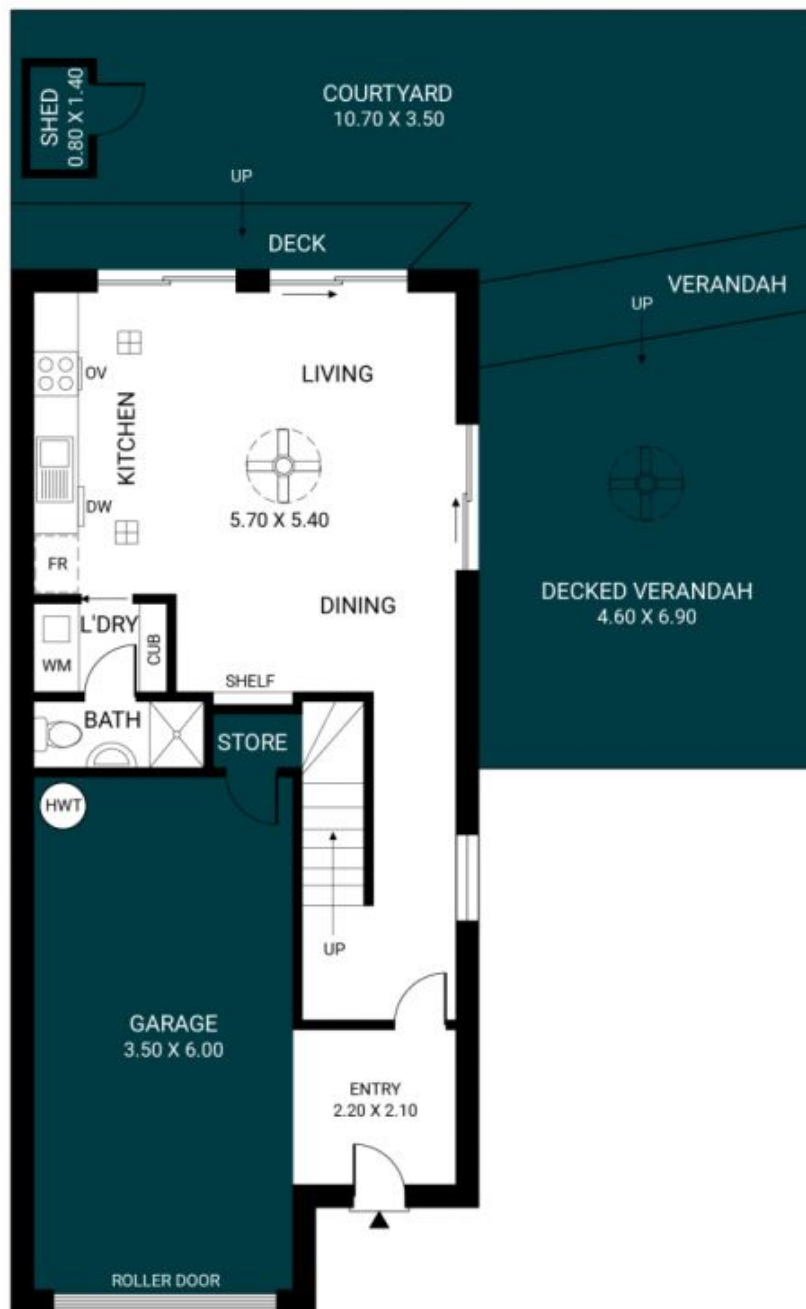 SHED
0.80 X 1.40
COURTYARD
10.70 X 3.50
UP
DECK
VERANDAH
UP
OV
LIVING
KITCHEN
DW
5.70 X 5.40
FR
DINING
DECKED VERANDAH
4.60 X 6.90
L'DRY
WM
CUB
SHELF
BATH
STORE
HWT
UP
GARAGE
3.50 X 6.00
ENTRY
2.20 X 2.10
ROLLER DOOR